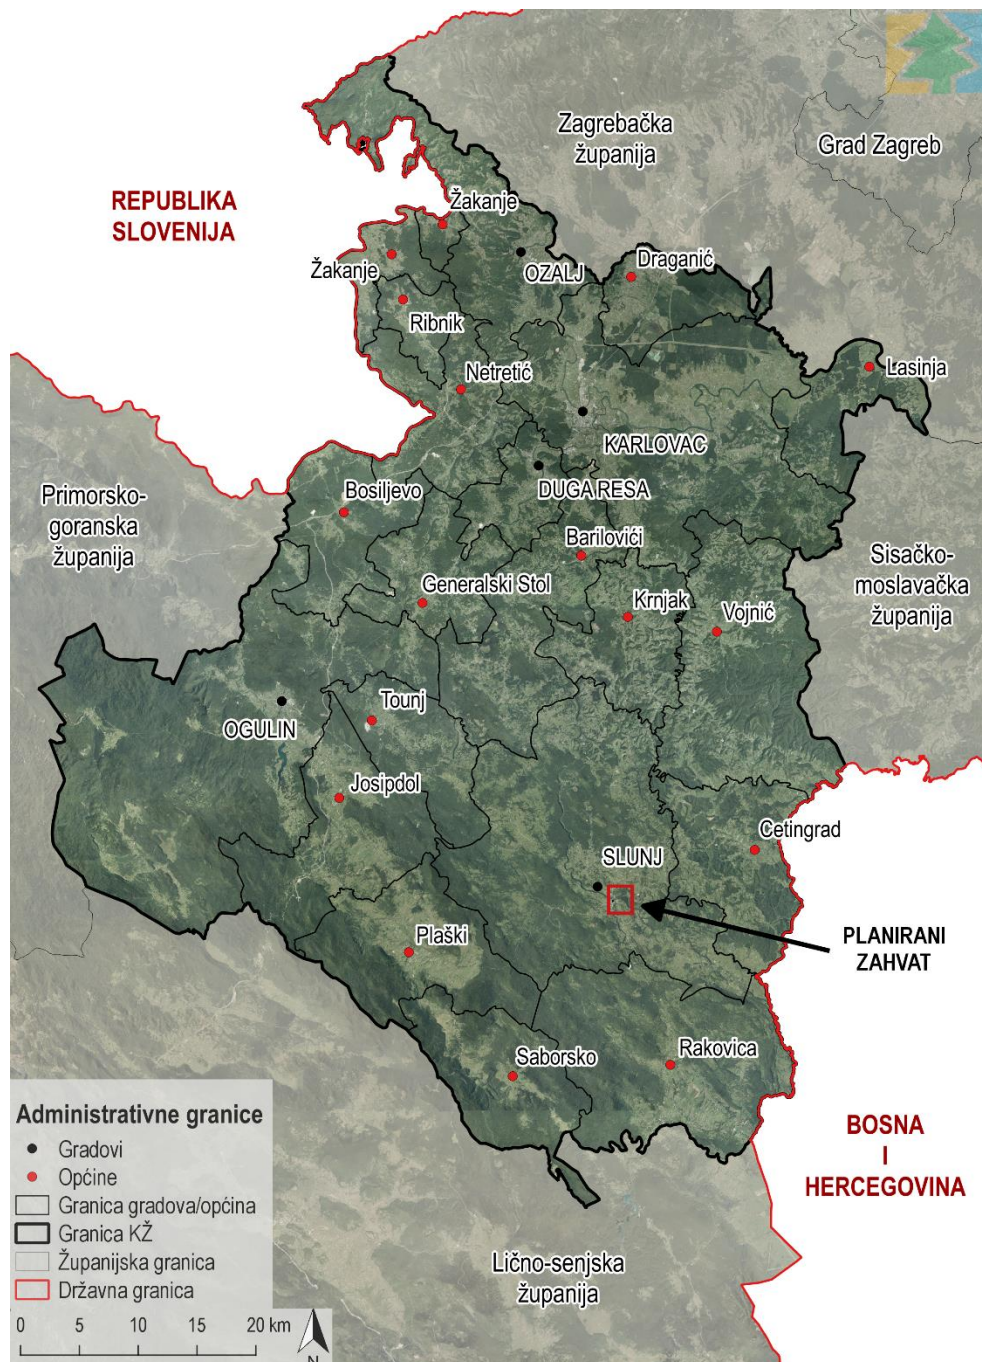 Zagrebačka
županija
Grad Zagreb
REPUBLIKA
SLOVENIJA
Žakanje
Žakanje
OZALJ
Draganić
Ribnik
Netretić
Lasinja
KARLOVAC
DUGA RESA
Primorsko-
goranska
županija
Bosiljevo
Barilovići
Sisačko-
moslavačka
županija
Generalski Stol
Krnjak
Vojnić
Tounj
OGULIN
Josipdol
Cetingrad
SLUNJ
PLANIRANI
ZAHVAT
Plaški
Saborsko
Rakovica
BOSNA
I
HERCEGOVINA
Lično-senjska
županija
Administrativne granice
Gradovi
Općine
Granica gradova/općina
Granica KŽ
Županijska granica
Državna granica
0 5 10 15 20 km
N